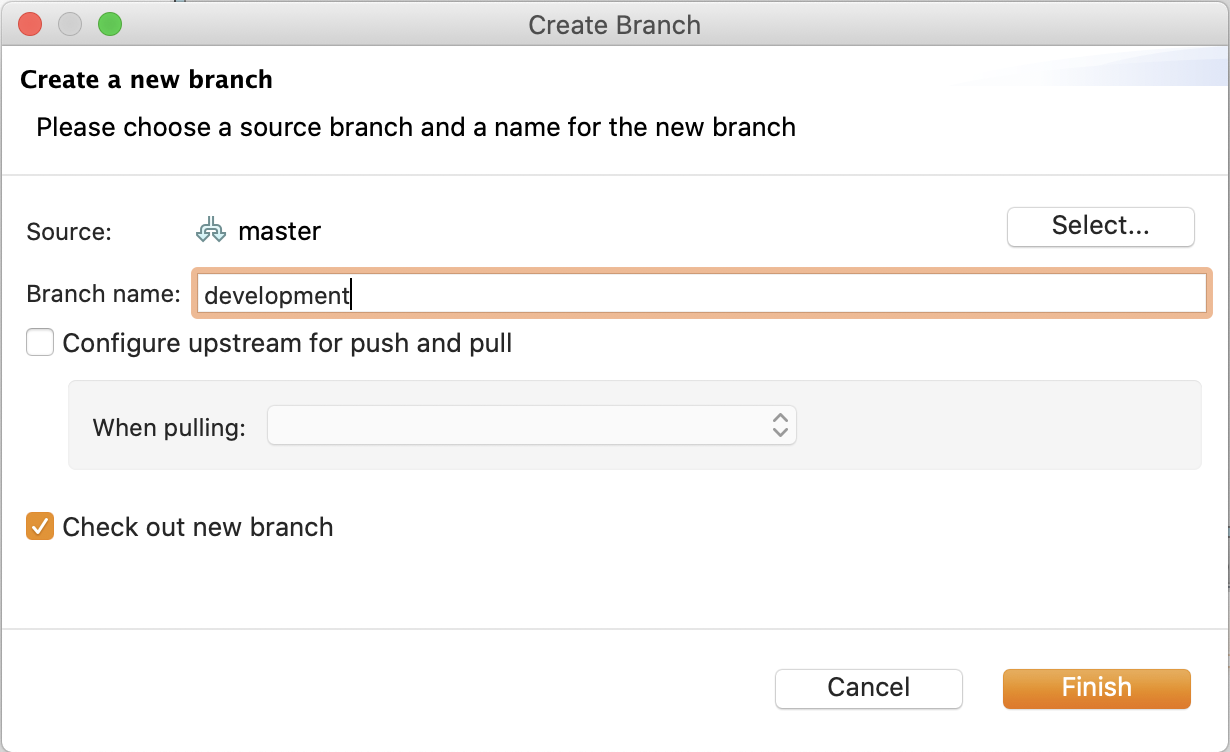 Create Branch
Create a new branch
Please choose a source branch and a name for the new branch
Source: master Select...
Branch name: development
Configure upstream for push and pull
When pulling:
Check out new branch
Cancel Finish